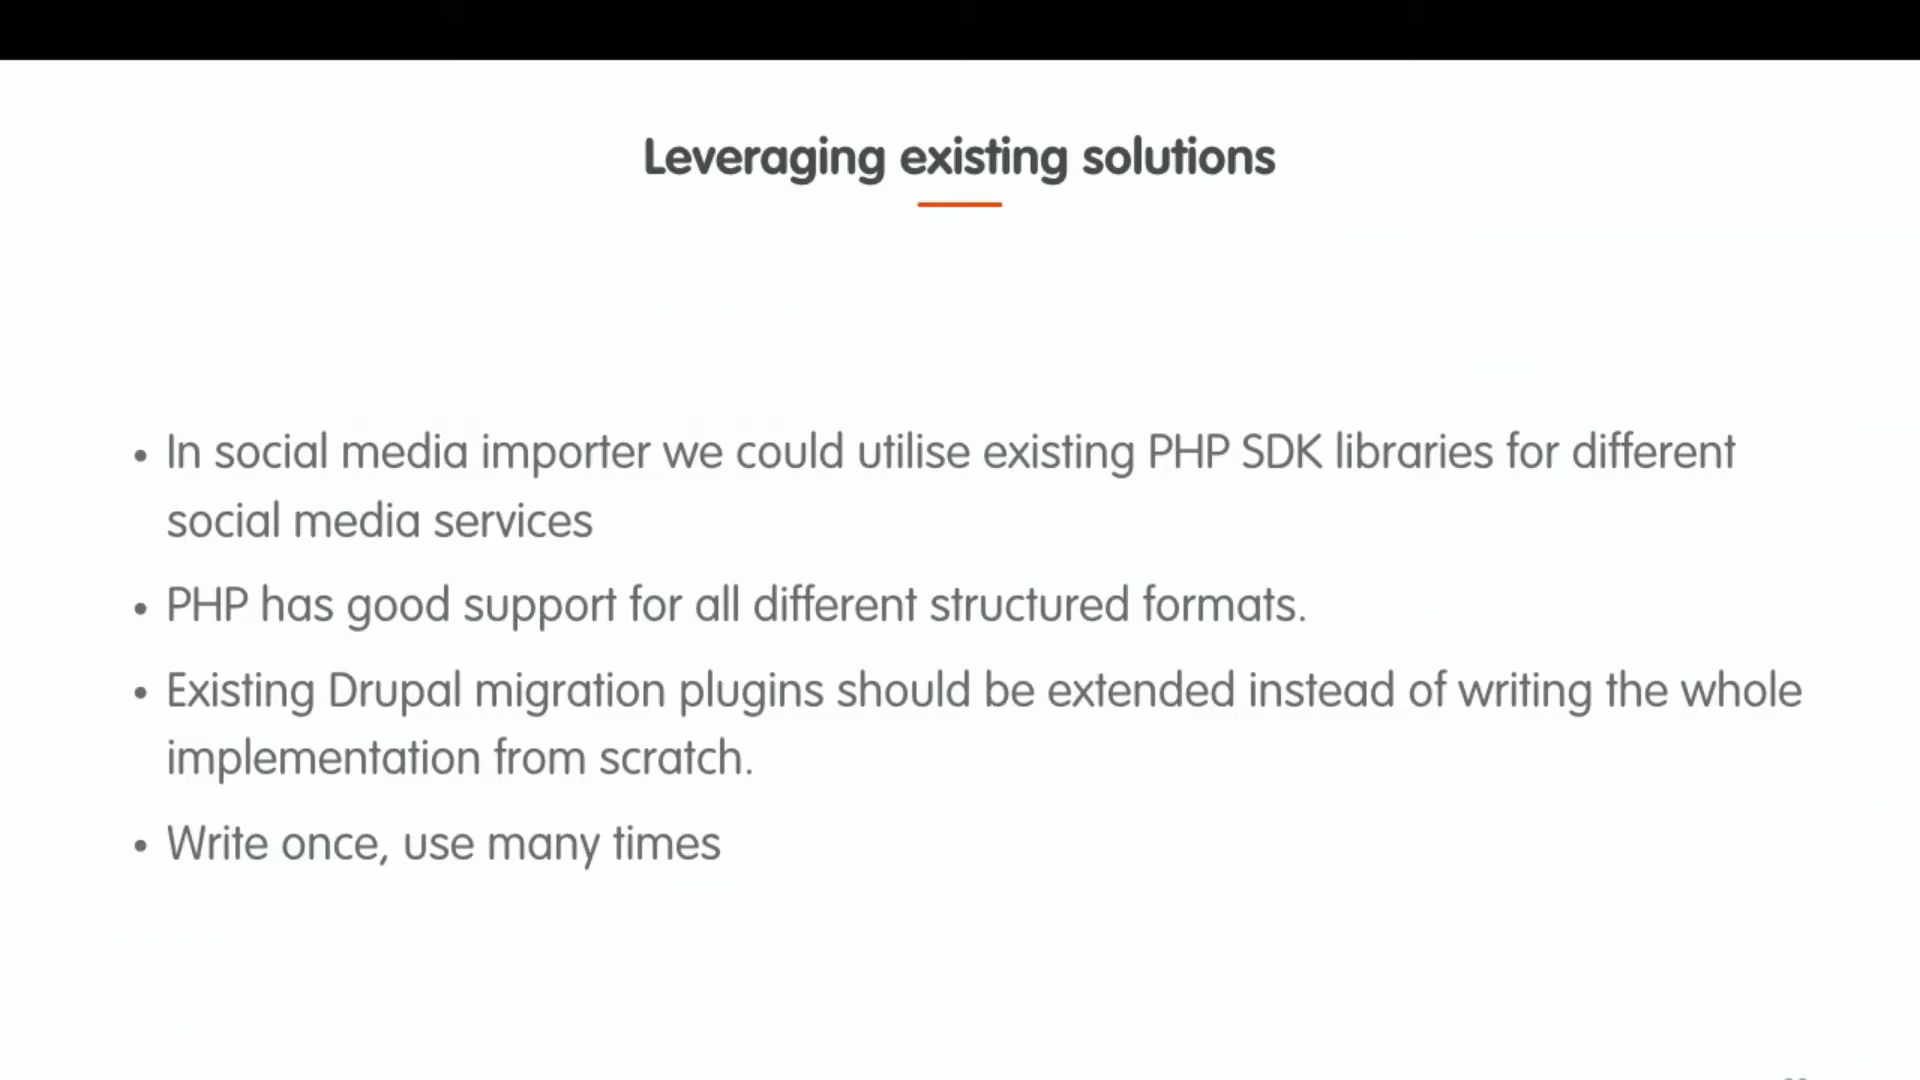 Leveraging existing solutions
• In social media importer we could utilise existing PHP SDK libraries for different
social media services
• PHP has good support for all different structured formats.
• Existing Drupal migration plugins should be extended instead of writing the whole
implementation from scratch.
• Write once, use many times